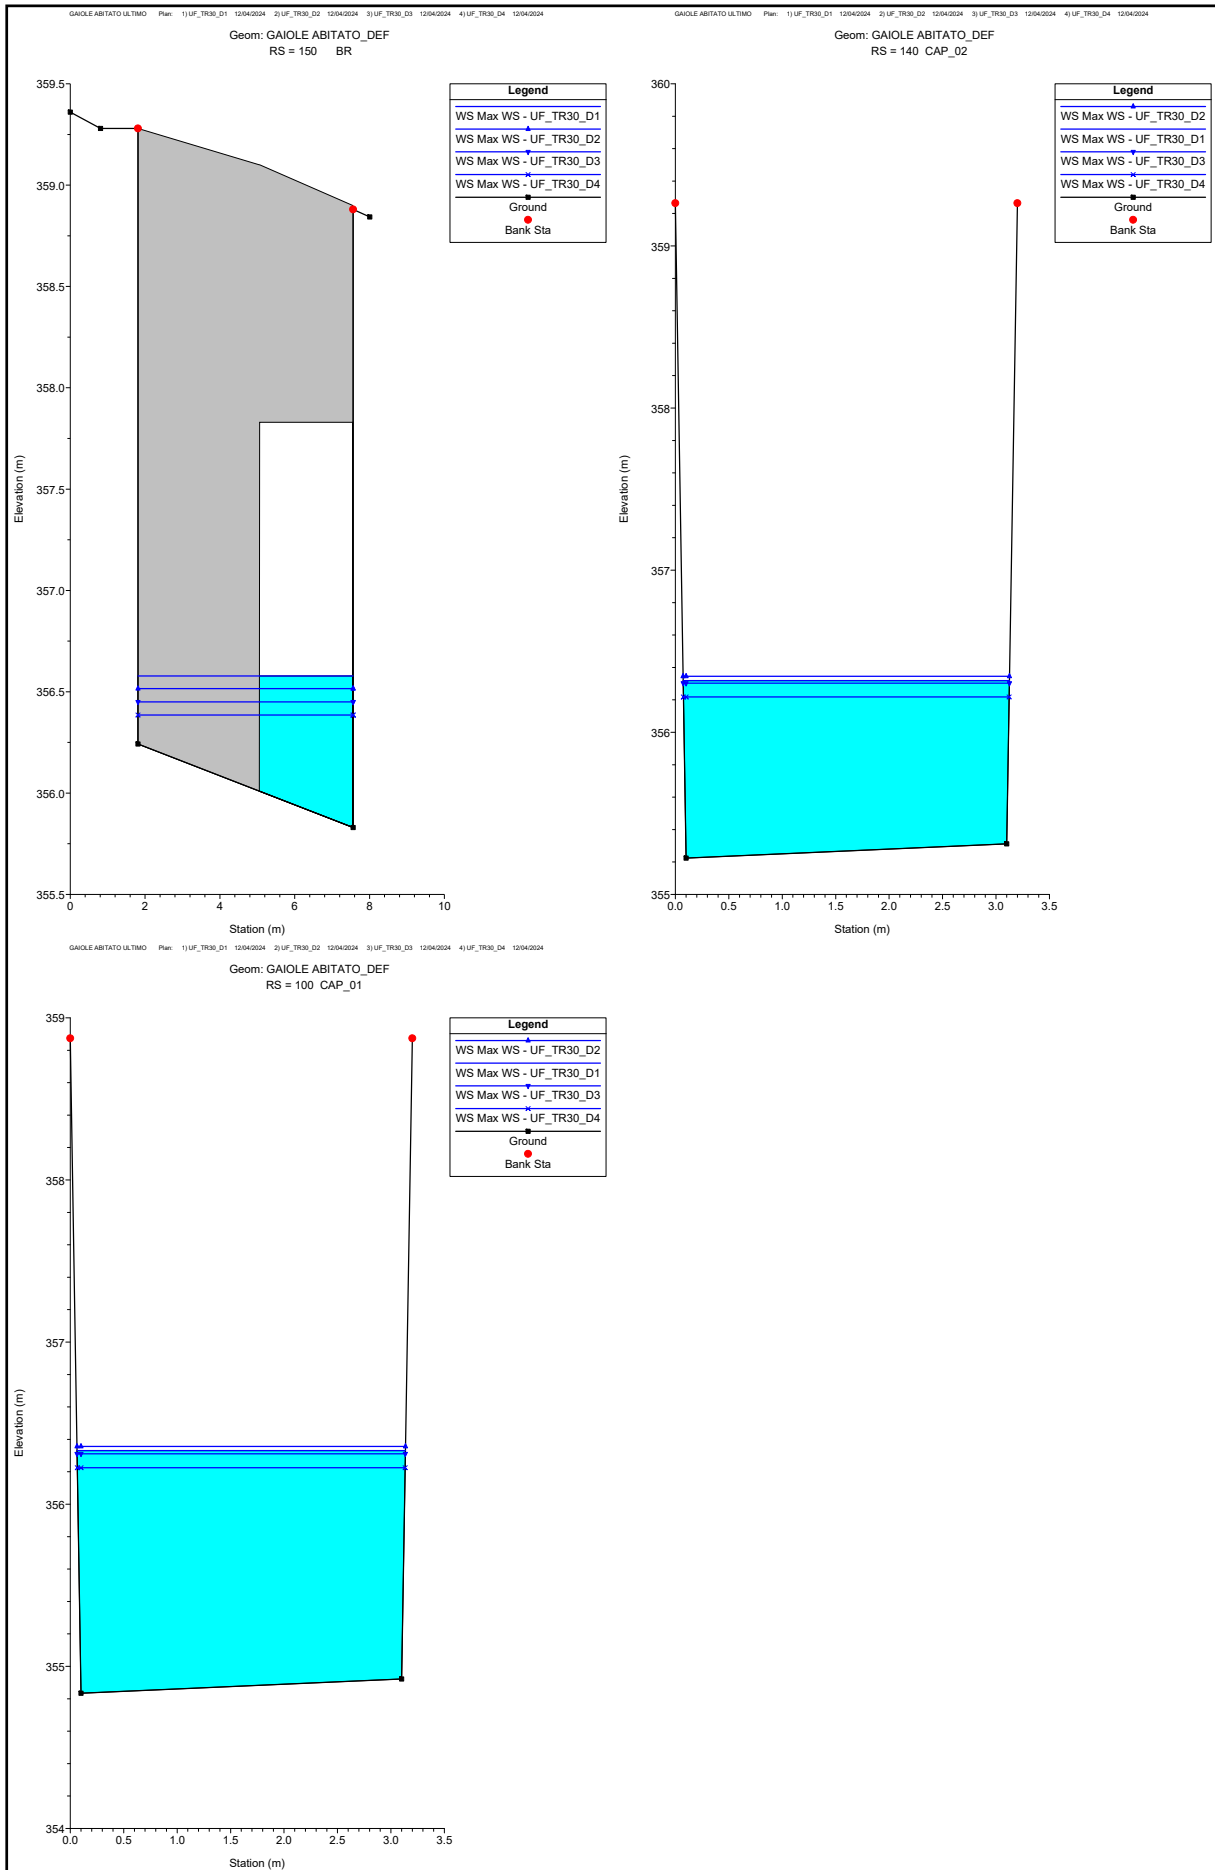 GAIOLE ABITATO ULTIMO Plan: 1) UF_TR30_D1 12/04/2024 2) UF_TR30_D2 12/04/2024 3) UF_TR30_D3 12/04/2024 4) UF_TR30_D4 12/04/2024
Geom: GAIOLE ABITATO_DEF
RS = 150 BR
359.5
359.0
358.5
358.0
357.5
357.0
356.5
356.0
355.5
Elevation (m)
0 2 4 6 8 10
Station (m)
Legend
WS Max WS - UF_TR30_D1
WS Max WS - UF_TR30_D2
WS Max WS - UF_TR30_D3
WS Max WS - UF_TR30_D4
Ground
Bank Sta
GAIOLE ABITATO ULTIMO Plan: 1) UF_TR30_D1 12/04/2024 2) UF_TR30_D2 12/04/2024 3) UF_TR30_D3 12/04/2024 4) UF_TR30_D4 12/04/2024
Geom: GAIOLE ABITATO_DEF
RS = 140 CAP_02
360
359
358
357
356
355
Elevation (m)
0.0 0.5 1.0 1.5 2.0 2.5 3.0 3.5
Station (m)
Legend
WS Max WS - UF_TR30_D2
WS Max WS - UF_TR30_D1
WS Max WS - UF_TR30_D3
WS Max WS - UF_TR30_D4
Ground
Bank Sta
GAIOLE ABITATO ULTIMO Plan: 1) UF_TR30_D1 12/04/2024 2) UF_TR30_D2 12/04/2024 3) UF_TR30_D3 12/04/2024 4) UF_TR30_D4 12/04/2024
Geom: GAIOLE ABITATO_DEF
RS = 100 CAP_01
359
358
357
356
355
354
Elevation (m)
0.0 0.5 1.0 1.5 2.0 2.5 3.0 3.5
Station (m)
Legend
WS Max WS - UF_TR30_D2
WS Max WS - UF_TR30_D1
WS Max WS - UF_TR30_D3
WS Max WS - UF_TR30_D4
Ground
Bank Sta